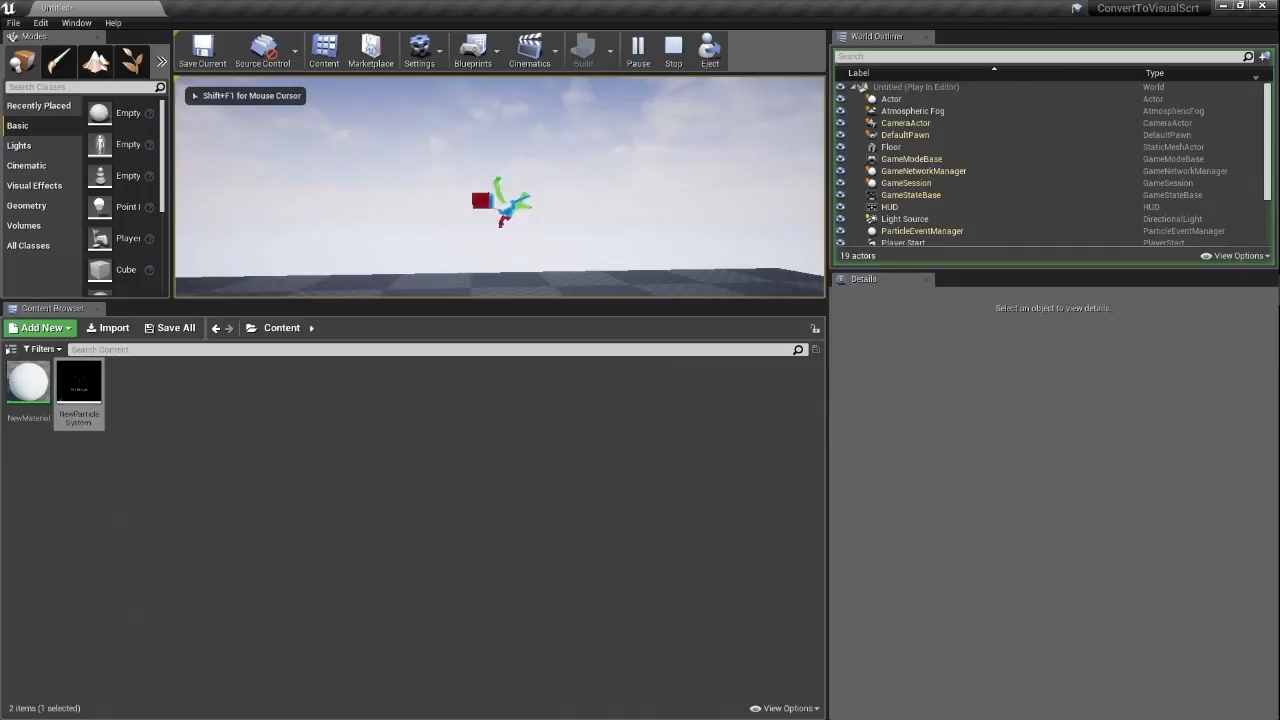 Untitled*
ConvertToVisualScrt
File Edit Window Help
Modes
Search Classes
Recently Placed
Basic
Lights
Cinematic
Visual Effects
Geometry
Volumes
All Classes
Empty
Empty
Empty
Point
Player
Cube
Save Current Source Control Content Marketplace Settings Blueprints Cinematics Build Pause Stop Eject
Shift+F1 for Mouse Cursor
World Outliner
Search
Label Type
Untitled (Play In Editor) World
Actor Actor
Atmospheric Fog AtmosphericFog
CameraActor CameraActor
DefaultPawn DefaultPawn
Floor StaticMeshActor
GameModeBase GameModeBase
GameNetworkManager GameNetworkManager
GameSession GameSession
GameStateBase GameStateBase
HUD HUD
Light Source DirectionalLight
ParticleEventManager ParticleEventManager
Player Start PlayerStart
19 actors View Options
Details
Select an object to view details.
Content Browser
Add New Import Save All Content
Filters Search Content
NewMaterial
NewParticle
System
2 items (1 selected) View Options